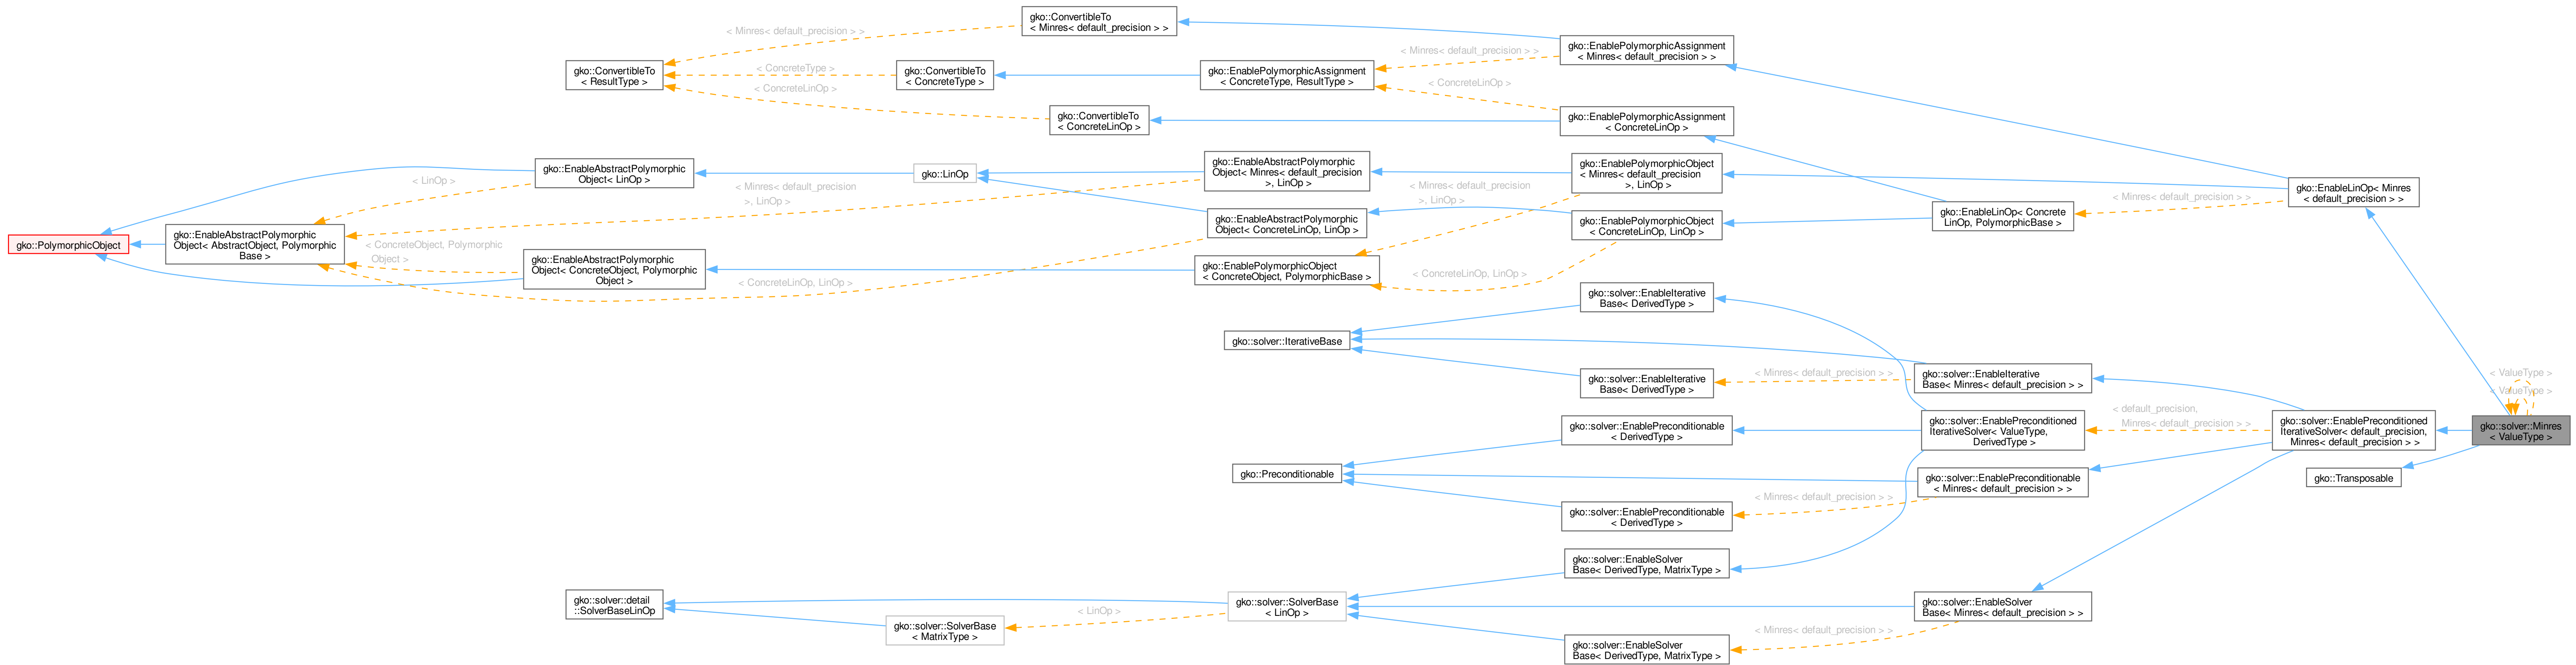 gko::ConvertibleTo
< Minres< default_precision > >
< Minres< default_precision > >
gko::EnablePolymorphicAssignment
< Minres< default_precision > >
< Minres< default_precision > >
gko::ConvertibleTo
< ResultType >
< ConcreteType >
gko::ConvertibleTo
< ConcreteType >
gko::EnablePolymorphicAssignment
< ConcreteType, ResultType >
< ConcreteLinOp >
< ConcreteLinOp >
gko::ConvertibleTo
< ConcreteLinOp >
gko::EnablePolymorphicAssignment
< ConcreteLinOp >
gko::EnableAbstractPolymorphic
Object< LinOp >
< LinOp >
gko::LinOp
gko::EnableAbstractPolymorphic
Object< Minres< default_precision
>, LinOp >
gko::EnablePolymorphicObject
< Minres< default_precision
>, LinOp >
< Minres< default_precision
>, LinOp >
< Minres< default_precision
>, LinOp >
gko::EnableLinOp< Minres
< default_precision > >
< Minres< default_precision > >
gko::EnableLinOp< Concrete
LinOp, PolymorphicBase >
gko::EnableAbstractPolymorphic
Object< ConcreteLinOp, LinOp >
gko::EnablePolymorphicObject
< ConcreteLinOp, LinOp >
gko::PolymorphicObject
gko::EnableAbstractPolymorphic
Object< AbstractObject, Polymorphic
Base >
< ConcreteObject, Polymorphic
Object >
gko::EnableAbstractPolymorphic
Object< ConcreteObject, Polymorphic
Object >
< ConcreteLinOp, LinOp >
gko::EnablePolymorphicObject
< ConcreteObject, PolymorphicBase >
< ConcreteLinOp, LinOp >
gko::solver::EnableIterative
Base< DerivedType >
gko::solver::IterativeBase
gko::solver::EnableIterative
Base< DerivedType >
< Minres< default_precision > >
gko::solver::EnableIterative
Base< Minres< default_precision > >
< ValueType >
< ValueType >
gko::solver::EnablePreconditionable
< DerivedType >
gko::solver::EnablePreconditioned
IterativeSolver< ValueType,
DerivedType >
< default_precision,
Minres< default_precision > >
gko::solver::EnablePreconditioned
IterativeSolver< default_precision,
Minres< default_precision > >
gko::solver::Minres
< ValueType >
gko::Preconditionable
gko::solver::EnablePreconditionable
< Minres< default_precision > >
gko::Transposable
< Minres< default_precision > >
gko::solver::EnablePreconditionable
< DerivedType >
gko::solver::EnableSolver
Base< DerivedType, MatrixType >
gko::solver::detail
::SolverBaseLinOp
gko::solver::SolverBase
< MatrixType >
< LinOp >
gko::solver::SolverBase
< LinOp >
gko::solver::EnableSolver
Base< Minres< default_precision > >
< Minres< default_precision > >
gko::solver::EnableSolver
Base< DerivedType, MatrixType >